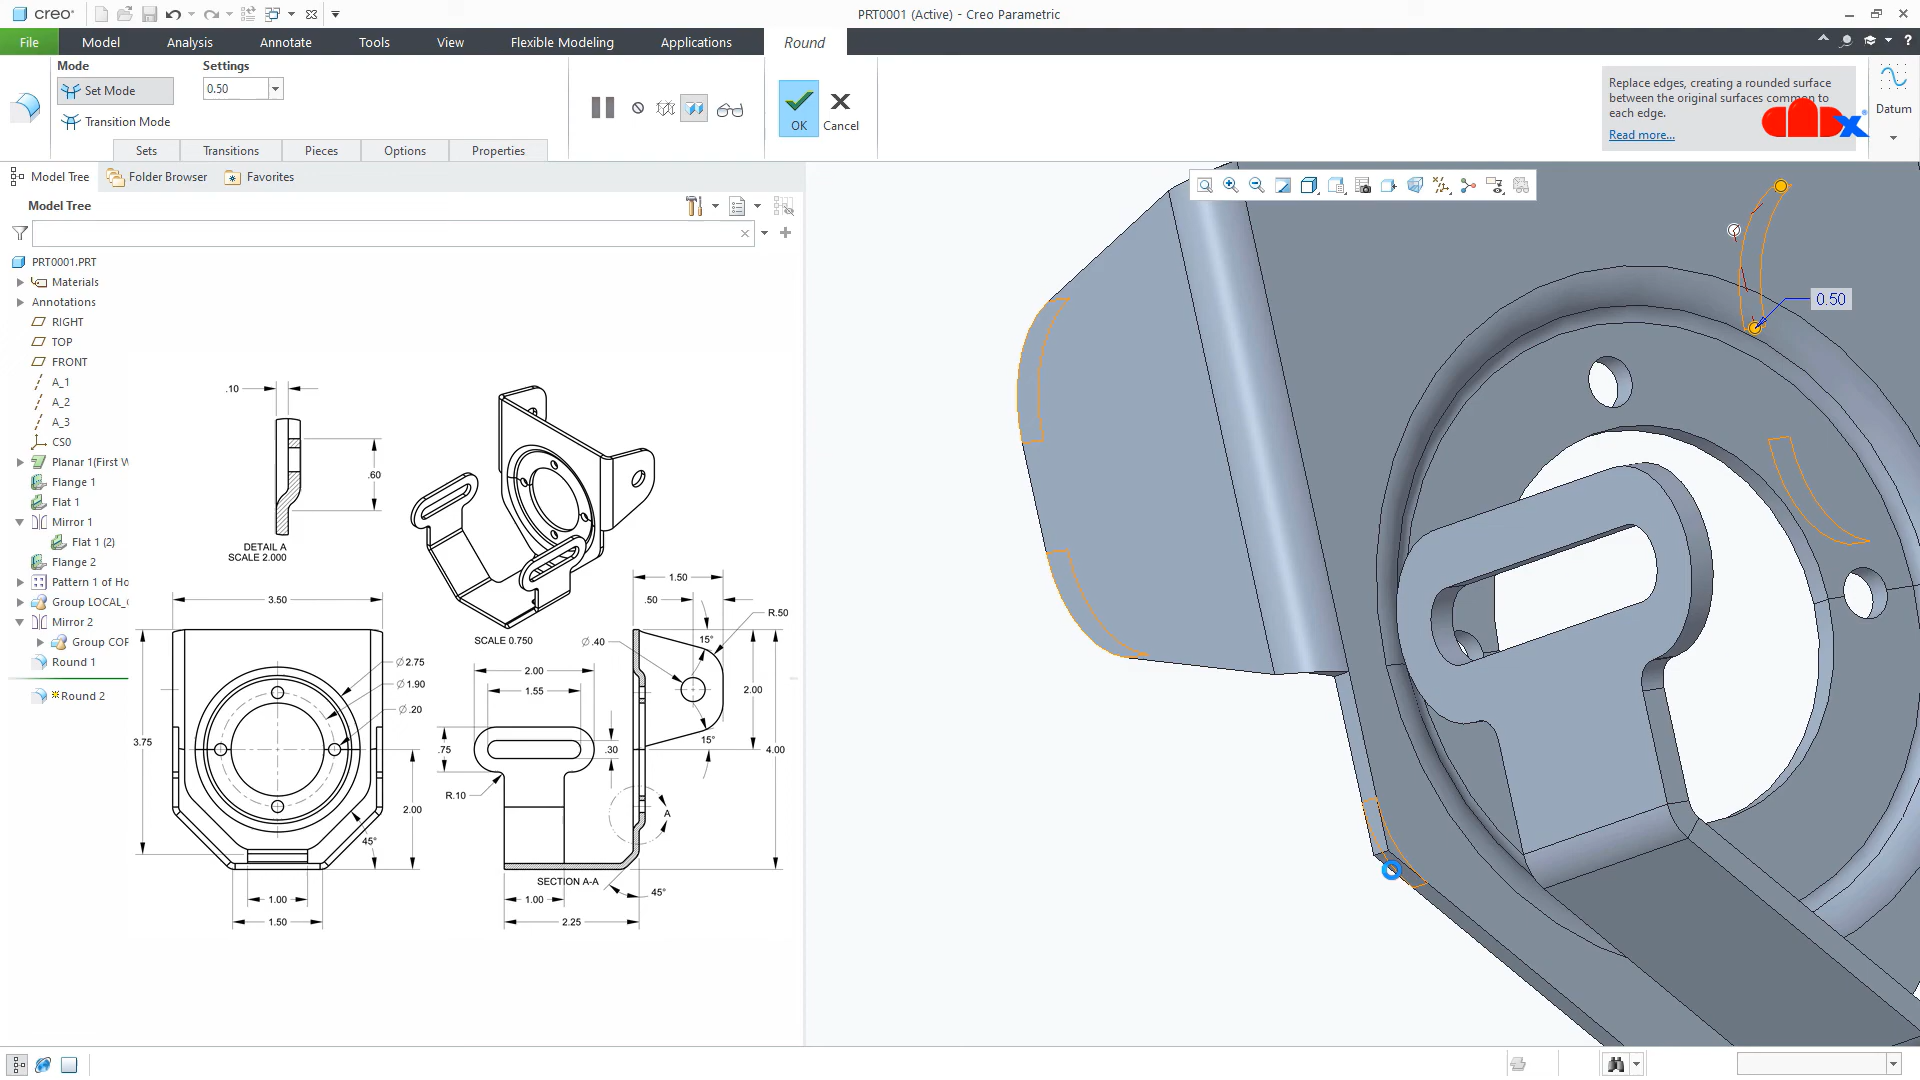 creo
PRT0001 (Active) - Creo Parametric
File
Model
Analysis
Annotate
Tools
View
Flexible Modeling
Applications
Round
Mode
Settings
Set Mode
0.50
Transition Mode
OK
Cancel
Replace edges, creating a rounded surface
between the original surfaces common to
each edge.
Read more...
Datum
Sets
Transitions
Pieces
Options
Properties
Model Tree
Folder Browser
Favorites
Model Tree
PRT0001.PRT
Materials
Annotations
RIGHT
TOP
FRONT
A_1
A_2
A_3
CS0
Planar 1(First W
Flange 1
Flat 1
Mirror 1
Flat 1 (2)
Flange 2
Pattern 1 of Ho
Group LOCAL_
Mirror 2
Group COF
Round 1
Round 2
.10
.60
DETAIL A
SCALE 2.000
SCALE 0.750
3.50
3.75
Ø2.75
Ø1.90
Ø.20
2.00
45°
1.00
1.50
2.00
1.55
.75
.30
R.10
1.50
.50
R.50
Ø.40
15°
2.00
15°
4.00
A
SECTION A-A
45°
1.00
2.25
0.50